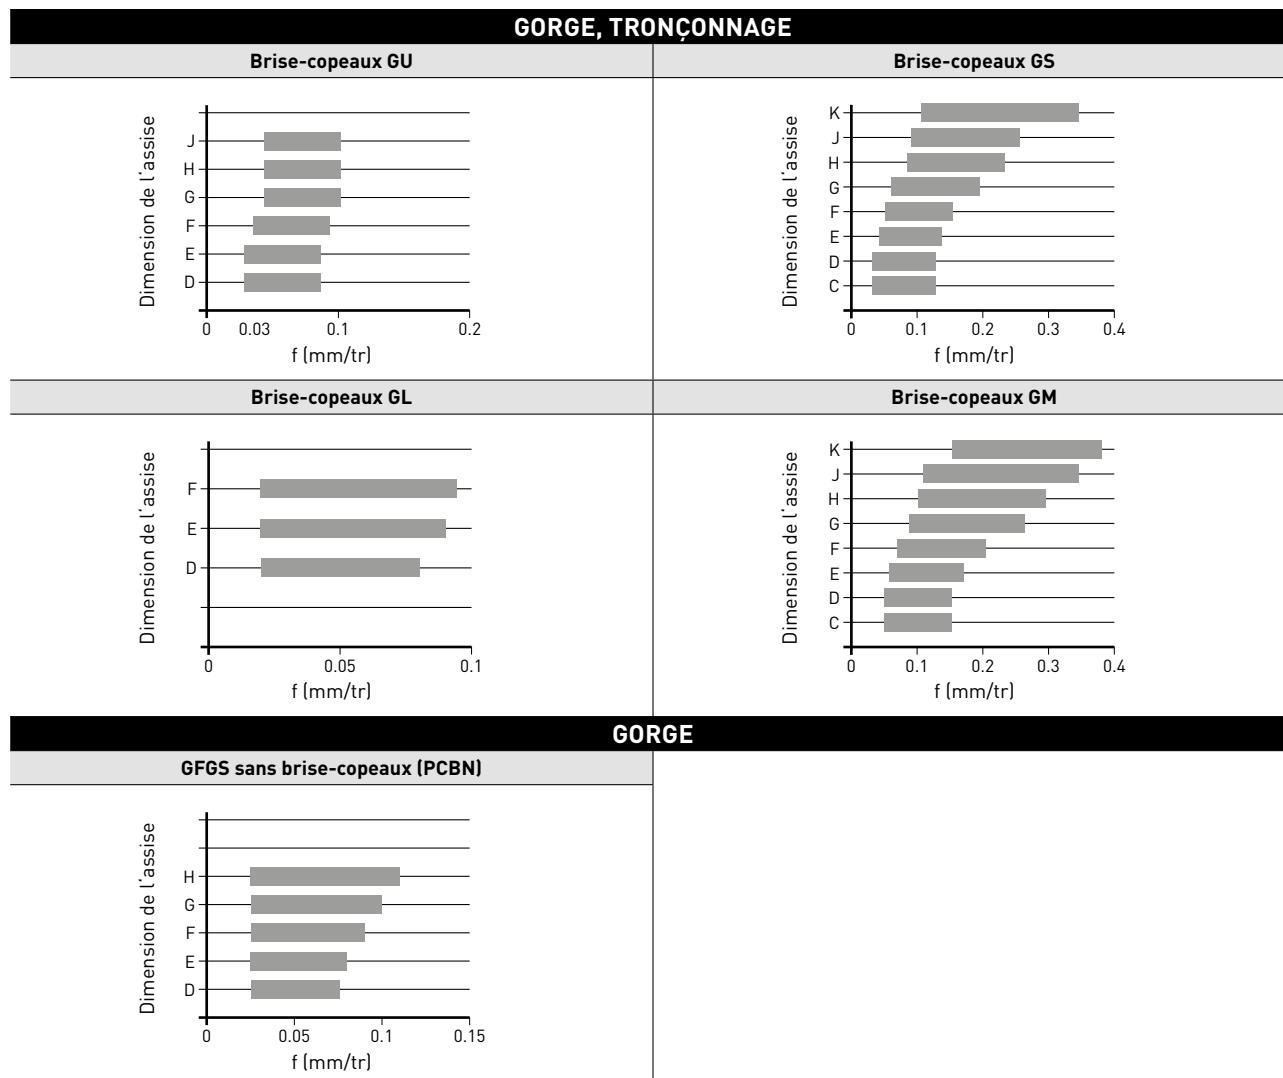 GORGE, TRONÇONNAGE
Brise-copeaux GU
Dimension de l'assise
J
H
G
F
E
D
0 0.03 0.1 0.2
f (mm/tr)
Brise-copeaux GS
Dimension de l'assise
K
J
H
G
F
E
D
C
0 0.1 0.2 0.3 0.4
f (mm/tr)
Brise-copeaux GL
Dimension de l'assise
F
E
D
0 0.05 0.1
f (mm/tr)
Brise-copeaux GM
Dimension de l'assise
K
J
H
G
F
E
D
C
0 0.1 0.2 0.3 0.4
f (mm/tr)
GORGE
GFGS sans brise-copeaux (PCBN)
Dimension de l'assise
H
G
F
E
D
0 0.05 0.1 0.15
f (mm/tr)